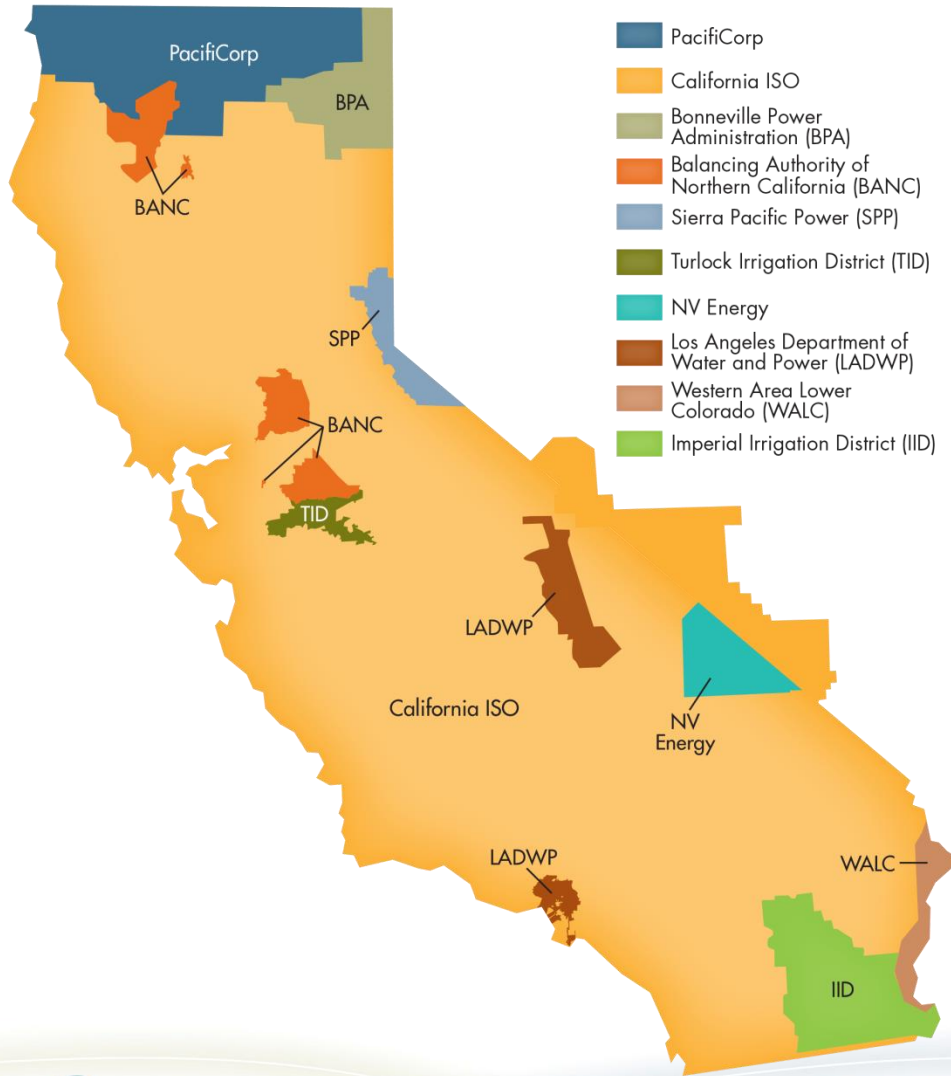 PacifiCorp
BPA
BANC
SPP
BANC
TID
LADWP
California ISO
NV
Energy
LADWP
WALC
IID
PacifiCorp
California ISO
Bonneville Power
Administration (BPA)
Balancing Authority of
Northern California (BANC)
Sierra Pacific Power (SPP)
Turlock Irrigation District (TID)
NV Energy
Los Angeles Department of
Water and Power (LADWP)
Western Area Lower
Colorado (WALC)
Imperial Irrigation District (IID)